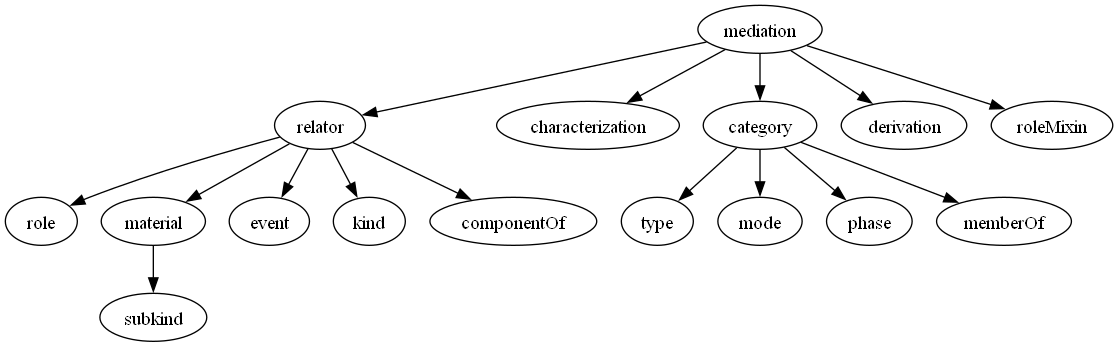 mediation
relator
characterization
category
derivation
roleMixin
role
material
event
kind
componentOf
type
mode
phase
memberOf
subkind